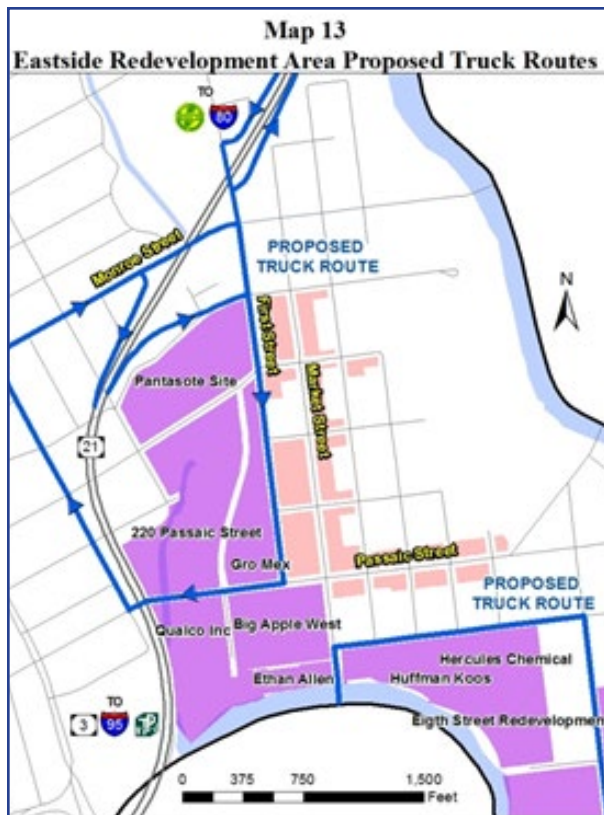 Map 13
Eastside Redevelopment Area Proposed Truck Routes
TO
80
Monroe Street
PROPOSED
TRUCK ROUTE
N
First Street
Market Street
Pantasote Site
21
220 Passaic Street
Gro Mex
Passaic Street
PROPOSED
TRUCK ROUTE
Qualco Inc
Big Apple West
Ethan Allen
Hercules Chemical
Huffman Koos
Eigth Street Redevelopment
TO
3
95
0 375 750 1,500
Feet